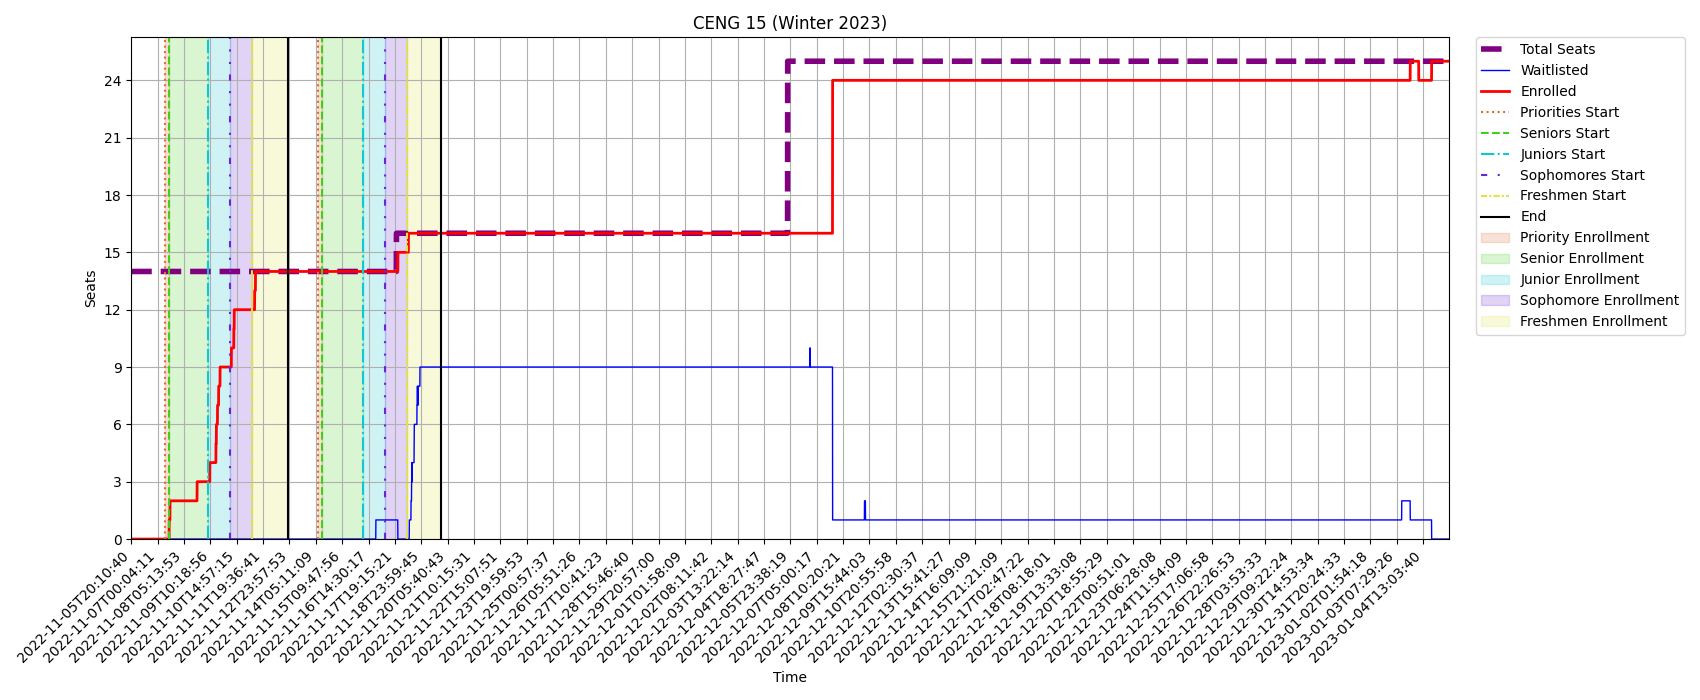 CENG 15 (Winter 2023)
Seats
24
21
18
15
12
9
6
3
0
2022-11-05T20:10:40
2022-11-07T00:04:11
2022-11-08T05:13:53
2022-11-09T10:18:56
2022-11-10T14:57:15
2022-11-11T19:36:41
2022-11-12T23:57:53
2022-11-14T05:11:09
2022-11-15T09:47:56
2022-11-16T14:30:17
2022-11-17T19:15:21
2022-11-18T23:59:45
2022-11-20T05:40:43
2022-11-21T10:15:31
2022-11-22T15:07:51
2022-11-23T19:59:53
2022-11-25T00:57:37
2022-11-26T05:51:26
2022-11-27T10:41:23
2022-11-28T15:46:40
2022-11-29T20:57:00
2022-12-01T01:58:09
2022-12-02T08:11:42
2022-12-03T13:22:14
2022-12-04T18:27:47
2022-12-05T23:38:19
2022-12-07T05:00:17
2022-12-08T10:20:21
2022-12-09T15:44:03
2022-12-10T20:55:58
2022-12-12T02:30:37
2022-12-13T15:41:27
2022-12-14T16:09:09
2022-12-15T21:21:09
2022-12-17T02:47:22
2022-12-18T08:18:01
2022-12-19T13:33:08
2022-12-20T18:55:29
2022-12-22T00:51:01
2022-12-23T06:28:08
2022-12-24T11:54:09
2022-12-25T17:06:58
2022-12-26T22:26:53
2022-12-28T03:53:33
2022-12-29T09:22:24
2022-12-30T14:53:34
2022-12-31T20:24:33
2023-01-02T01:54:18
2023-01-03T07:29:26
2023-01-04T13:03:40
Time
Total Seats
Waitlisted
Enrolled
Priorities Start
Seniors Start
Juniors Start
Sophomores Start
Freshmen Start
End
Priority Enrollment
Senior Enrollment
Junior Enrollment
Sophomore Enrollment
Freshmen Enrollment